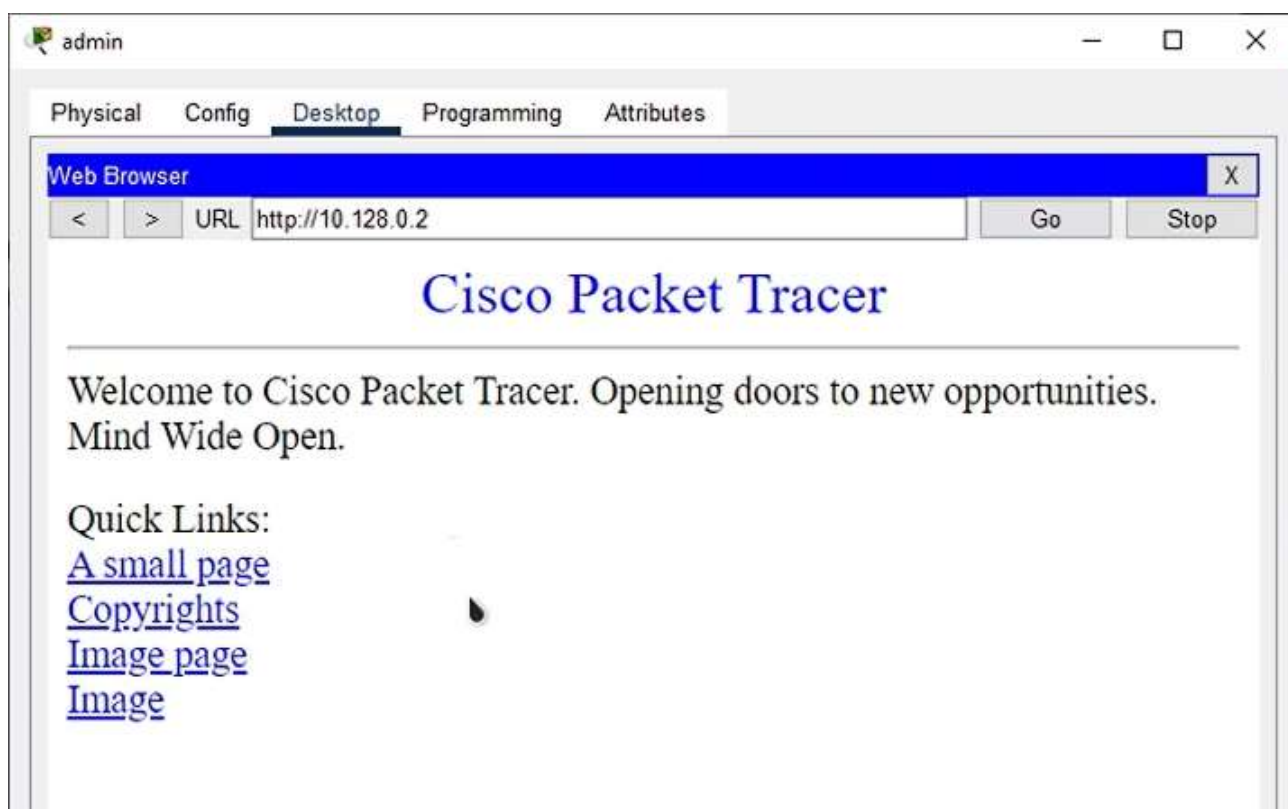 admin
Physical Config Desktop Programming Attributes
Web Browser X
< > URL http://10.128.0.2 Go Stop
Cisco Packet Tracer
Welcome to Cisco Packet Tracer. Opening doors to new opportunities.
Mind Wide Open.
Quick Links:
A small page
Copyrights
Image page
Image